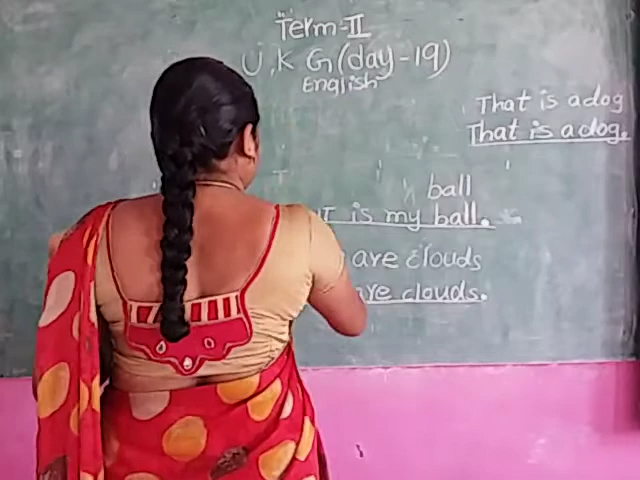 Term-II
U.K G (day-19)
English
That is a dog
That is a dog.
ball
is my ball.
are clouds
are clouds.